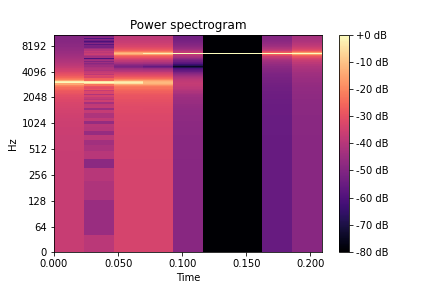 Power spectrogram
8192
4096
2048
1024
512
256
128
64
0
Hz
0.000 0.050 0.100 0.150 0.200
Time
+0 dB
-10 dB
-20 dB
-30 dB
-40 dB
-50 dB
-60 dB
-70 dB
-80 dB